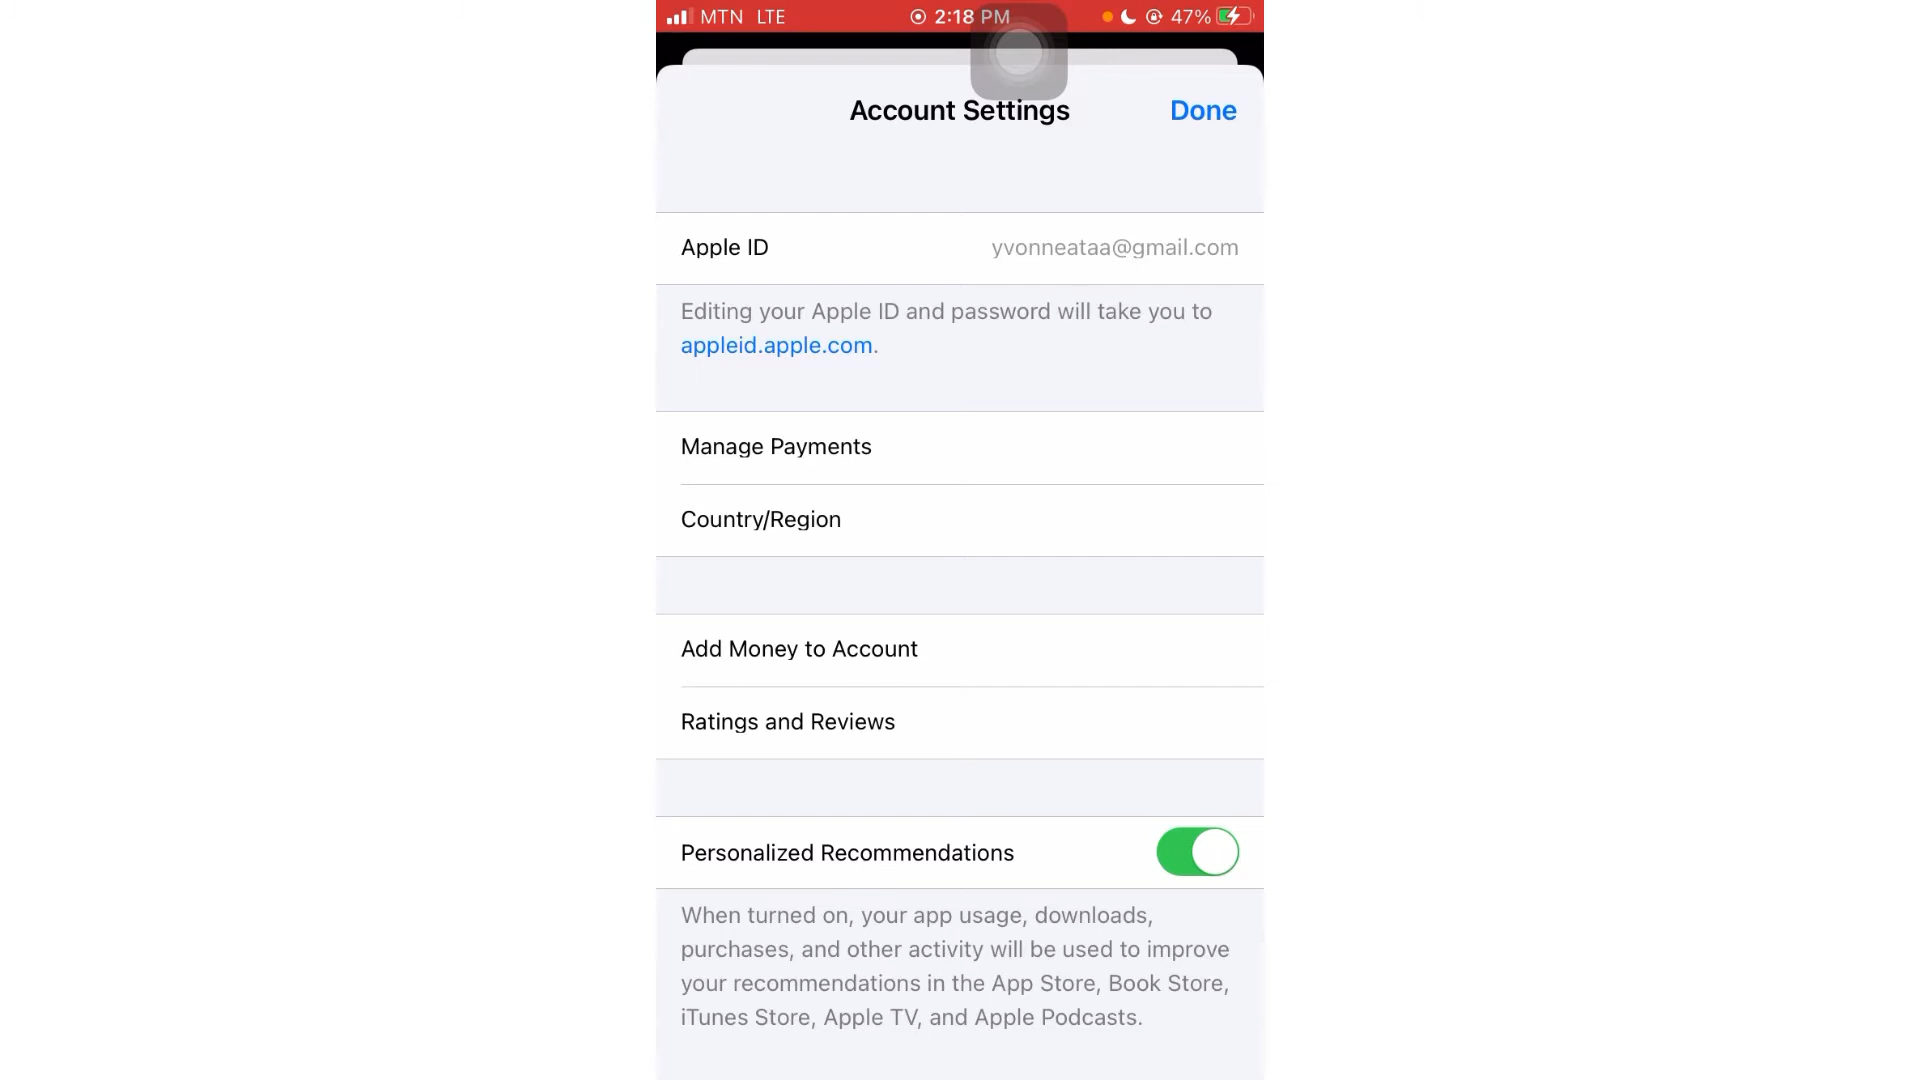 MTN LTE 2:18 PM 47%
Account Settings Done
Apple ID yvonneataa@gmail.com
Editing your Apple ID and password will take you to
appleid.apple.com.
Manage Payments
Country/Region
Add Money to Account
Ratings and Reviews
Personalized Recommendations
When turned on, your app usage, downloads,
purchases, and other activity will be used to improve
your recommendations in the App Store, Book Store,
iTunes Store, Apple TV, and Apple Podcasts.